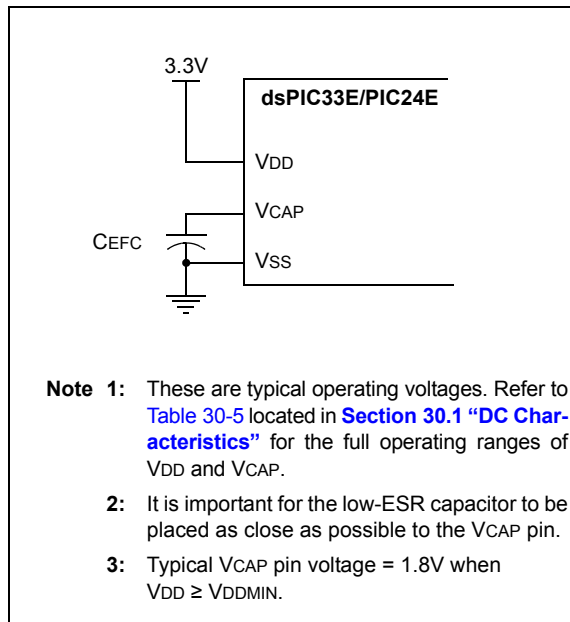 3.3V
dsPIC33E/PIC24E
VDD
VCAP
CEFC
VSS
Note 1: These are typical operating voltages. Refer to
Table 30-5 located in Section 30.1 “DC Char-
acteristics” for the full operating ranges of
VDD and VCAP.
2: It is important for the low-ESR capacitor to be
placed as close as possible to the VCAP pin.
3: Typical VCAP pin voltage = 1.8V when
VDD ≥ VDDMIN.